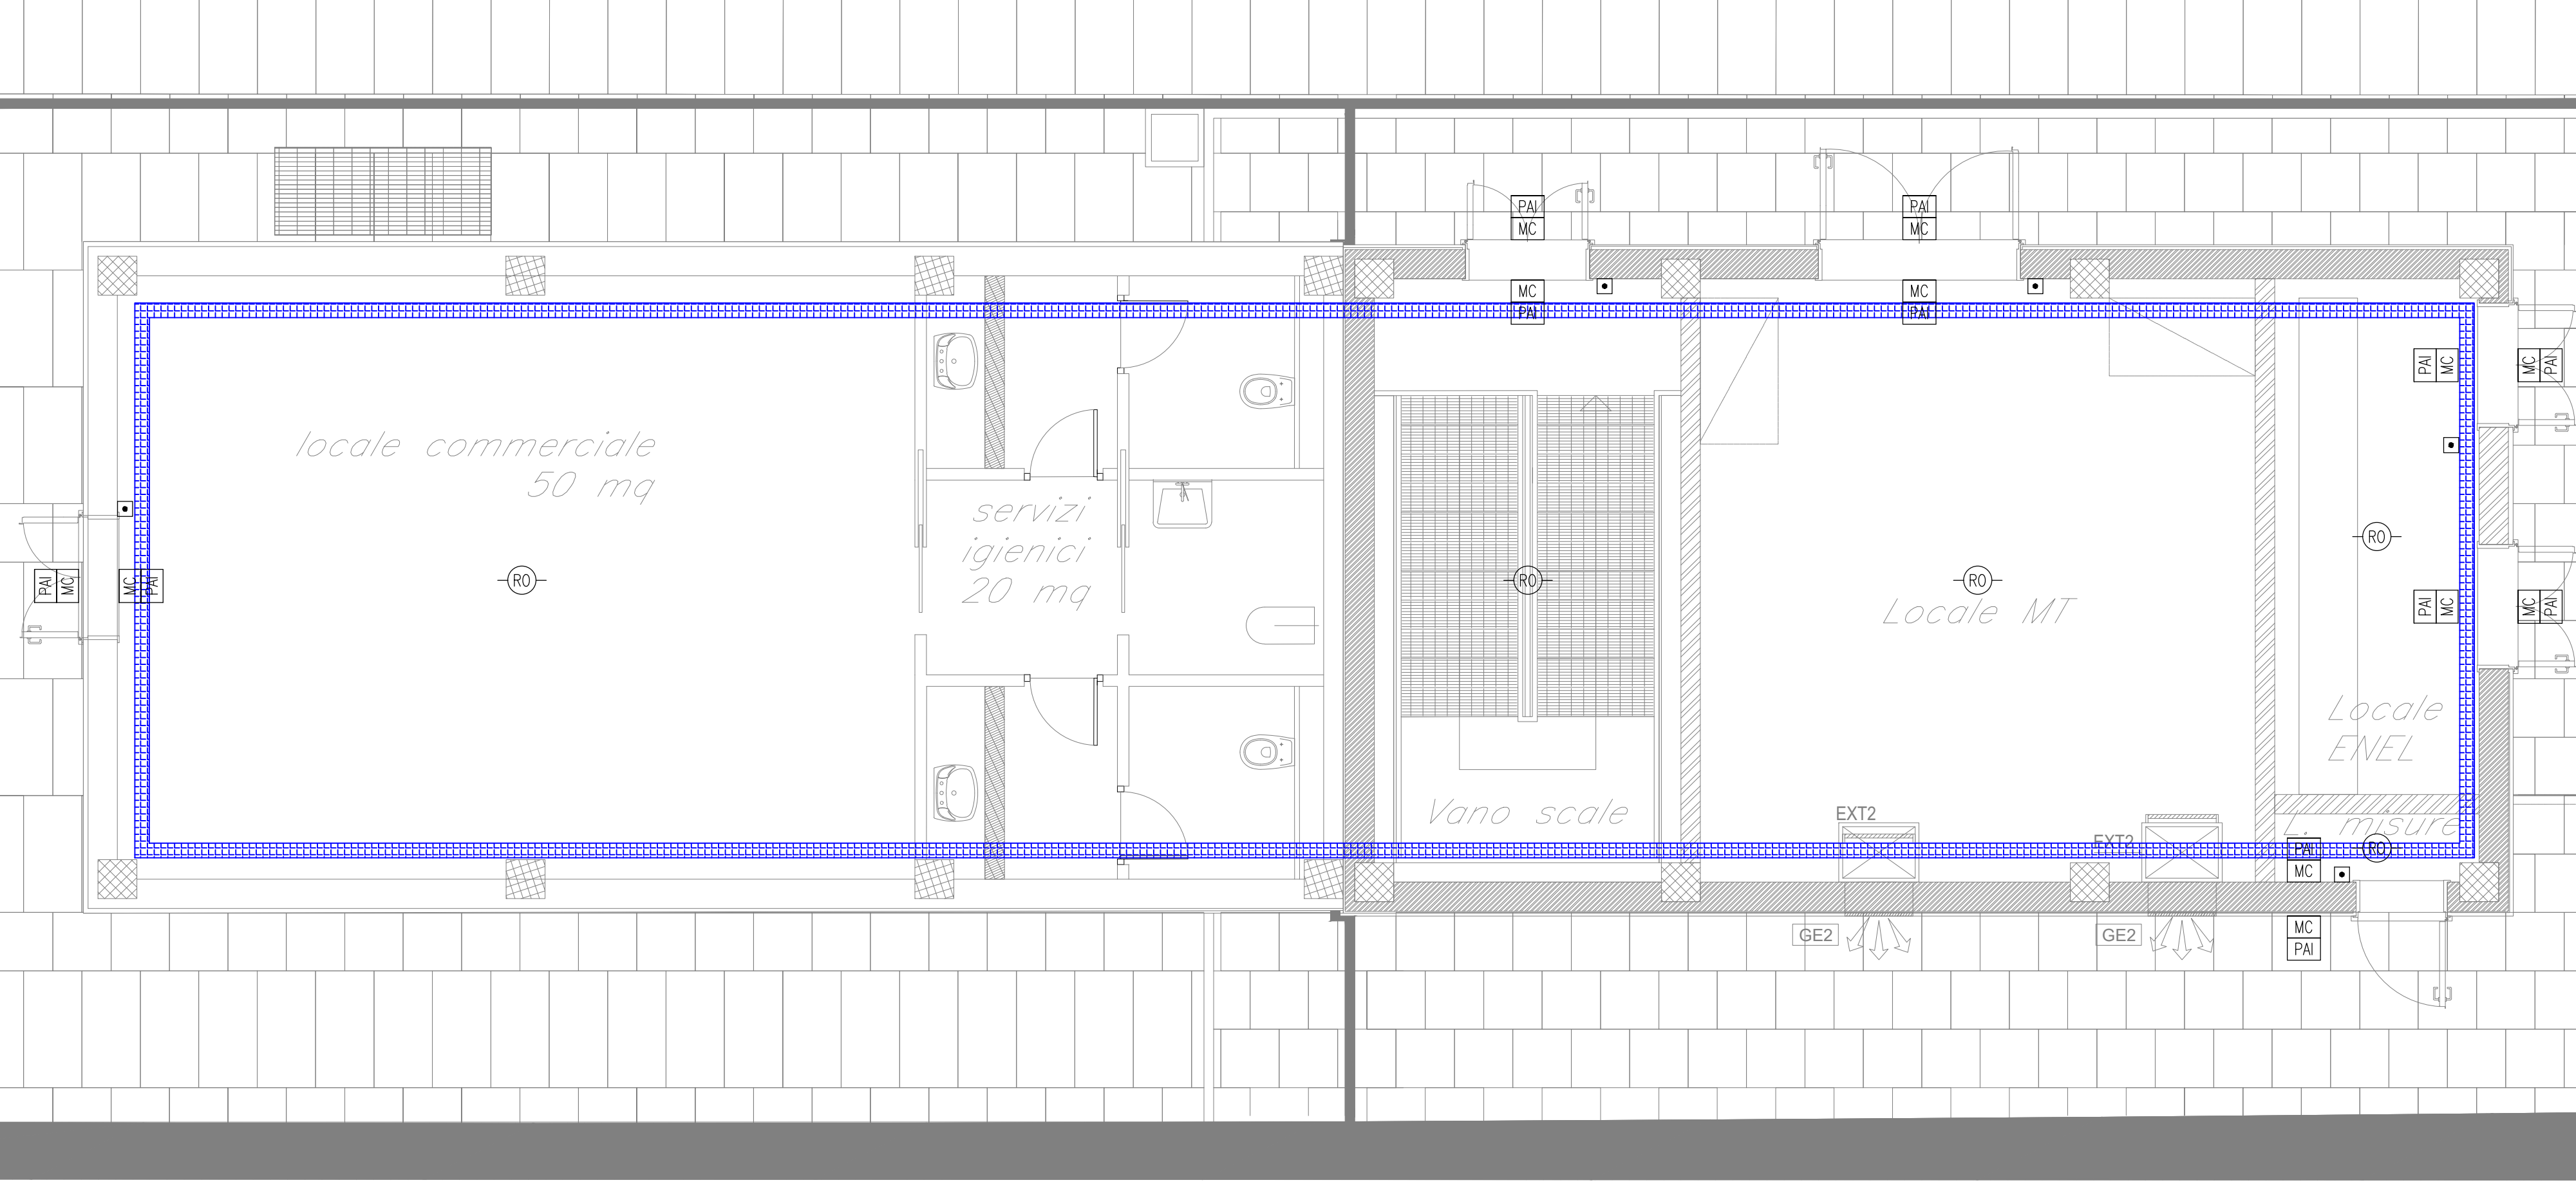 PAI
MC
PAI
MC
MC
PAI
MC
PAI
PAI
MC
MC
PAI
locale commerciale
50 mq
servizi
igienici
20 mq
PAI
MC
MC
PAI
RO
RO
RO
Locale MT
RO
PAI
MC
MC
PAI
Locale
ENEL
Vano scale
EXT2
EXT2
L. misure
PAI
MC
RO
GE2
GE2
MC
PAI